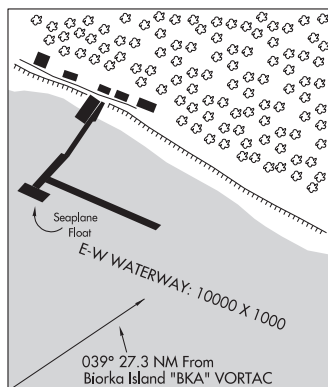 Seaplane
Float
E-W WATERWAY: 10000 X 1000
039° 27.3 NM From
Biorka Island "BKA" VORTAC